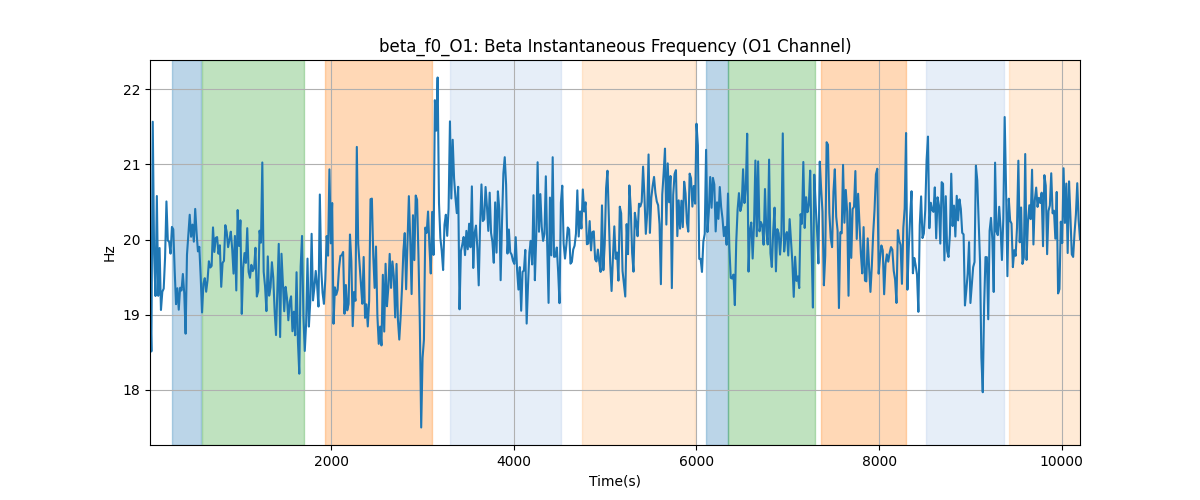 beta_f0_O1: Beta Instantaneous Frequency (O1 Channel)
22
21
20
19
18
Hz
2000 4000 6000 8000 10000
Time(s)